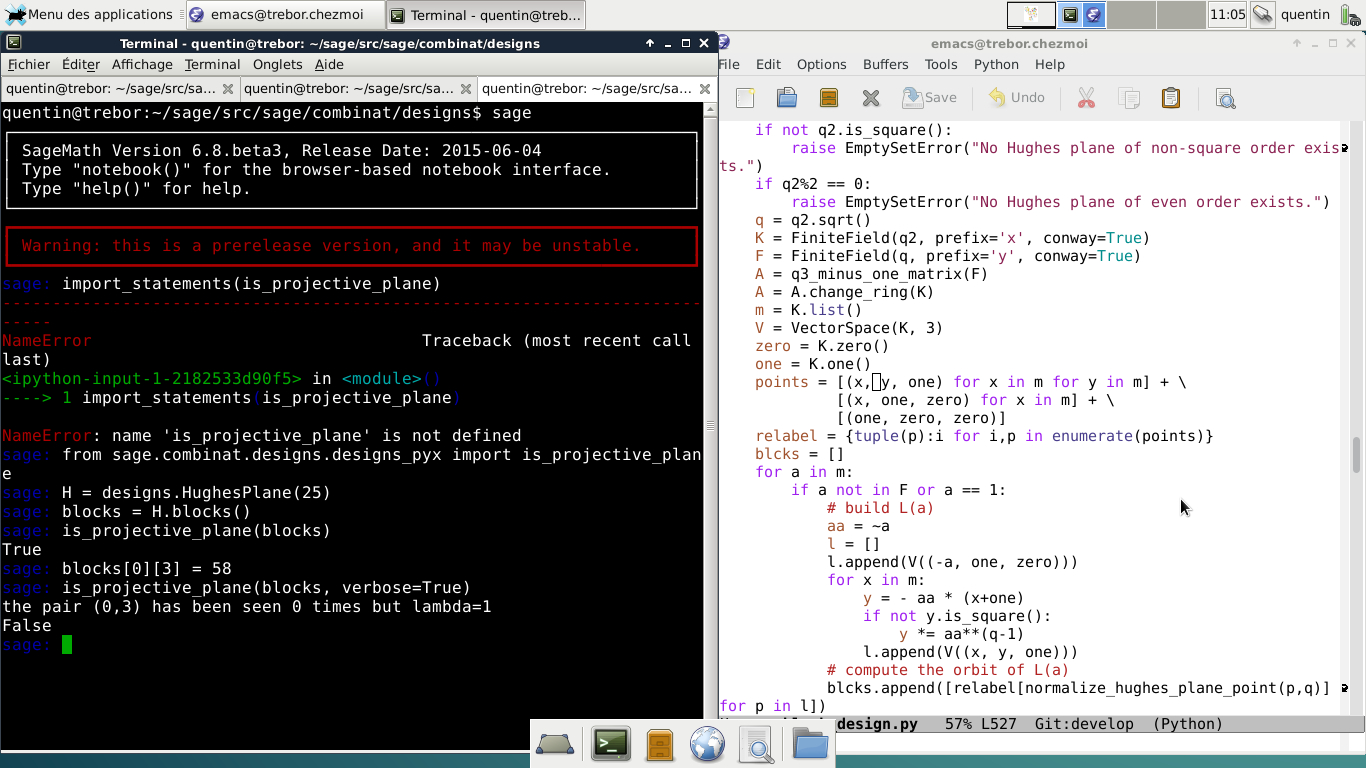 Menu des applications
emacs@trebor.chezmoi
Terminal - quentin@treb...
11:05
quentin
Terminal - quentin@trebor: ~/sage/src/sage/combinat/designs
Fichier Éditer Affichage Terminal Onglets Aide
quentin@trebor: ~/sage/src/sa... quentin@trebor: ~/sage/src/sa... quentin@trebor: ~/sage/src/sa...
quentin@trebor:~/sage/src/sage/combinat/designs$ sage
SageMath Version 6.8.beta3, Release Date: 2015-06-04
Type "notebook()" for the browser-based notebook interface.
Type "help()" for help.
Warning: this is a prerelease version, and it may be unstable.
sage: import_statements(is_projective_plane)
----------------------------------------------------------------------
-----
NameError Traceback (most recent call
last)
<ipython-input-1-2182533d90f5> in <module>()
----> 1 import_statements(is_projective_plane)
NameError: name 'is_projective_plane' is not defined
sage: from sage.combinat.designs.designs_pyx import is_projective_plan
e
sage: H = designs.HughesPlane(25)
sage: blocks = H.blocks()
sage: is_projective_plane(blocks)
True
sage: blocks[0][3] = 58
sage: is_projective_plane(blocks, verbose=True)
the pair (0,3) has been seen 0 times but lambda=1
False
sage:
emacs@trebor.chezmoi
File Edit Options Buffers Tools Python Help
Save Undo
if not q2.is_square():
raise EmptySetError("No Hughes plane of non-square order exis
ts.")
if q2%2 == 0:
raise EmptySetError("No Hughes plane of even order exists.")
q = q2.sqrt()
K = FiniteField(q2, prefix='x', conway=True)
F = FiniteField(q, prefix='y', conway=True)
A = q3_minus_one_matrix(F)
A = A.change_ring(K)
m = K.list()
V = VectorSpace(K, 3)
zero = K.zero()
one = K.one()
points = [(x, y, one) for x in m for y in m] + \
[(x, one, zero) for x in m] + \
[(one, zero, zero)]
relabel = {tuple(p):i for i,p in enumerate(points)}
blcks = []
for a in m:
if a not in F or a == 1:
# build L(a)
aa = ~a
l = []
l.append(V((-a, one, zero)))
for x in m:
y = - aa * (x+one)
if not y.is_square():
y *= aa**(q-1)
l.append(V((x, y, one)))
# compute the orbit of L(a)
blcks.append([relabel[normalize_hughes_plane_point(p,q)]
for p in l])
design.py 57% L527 Git:develop (Python)